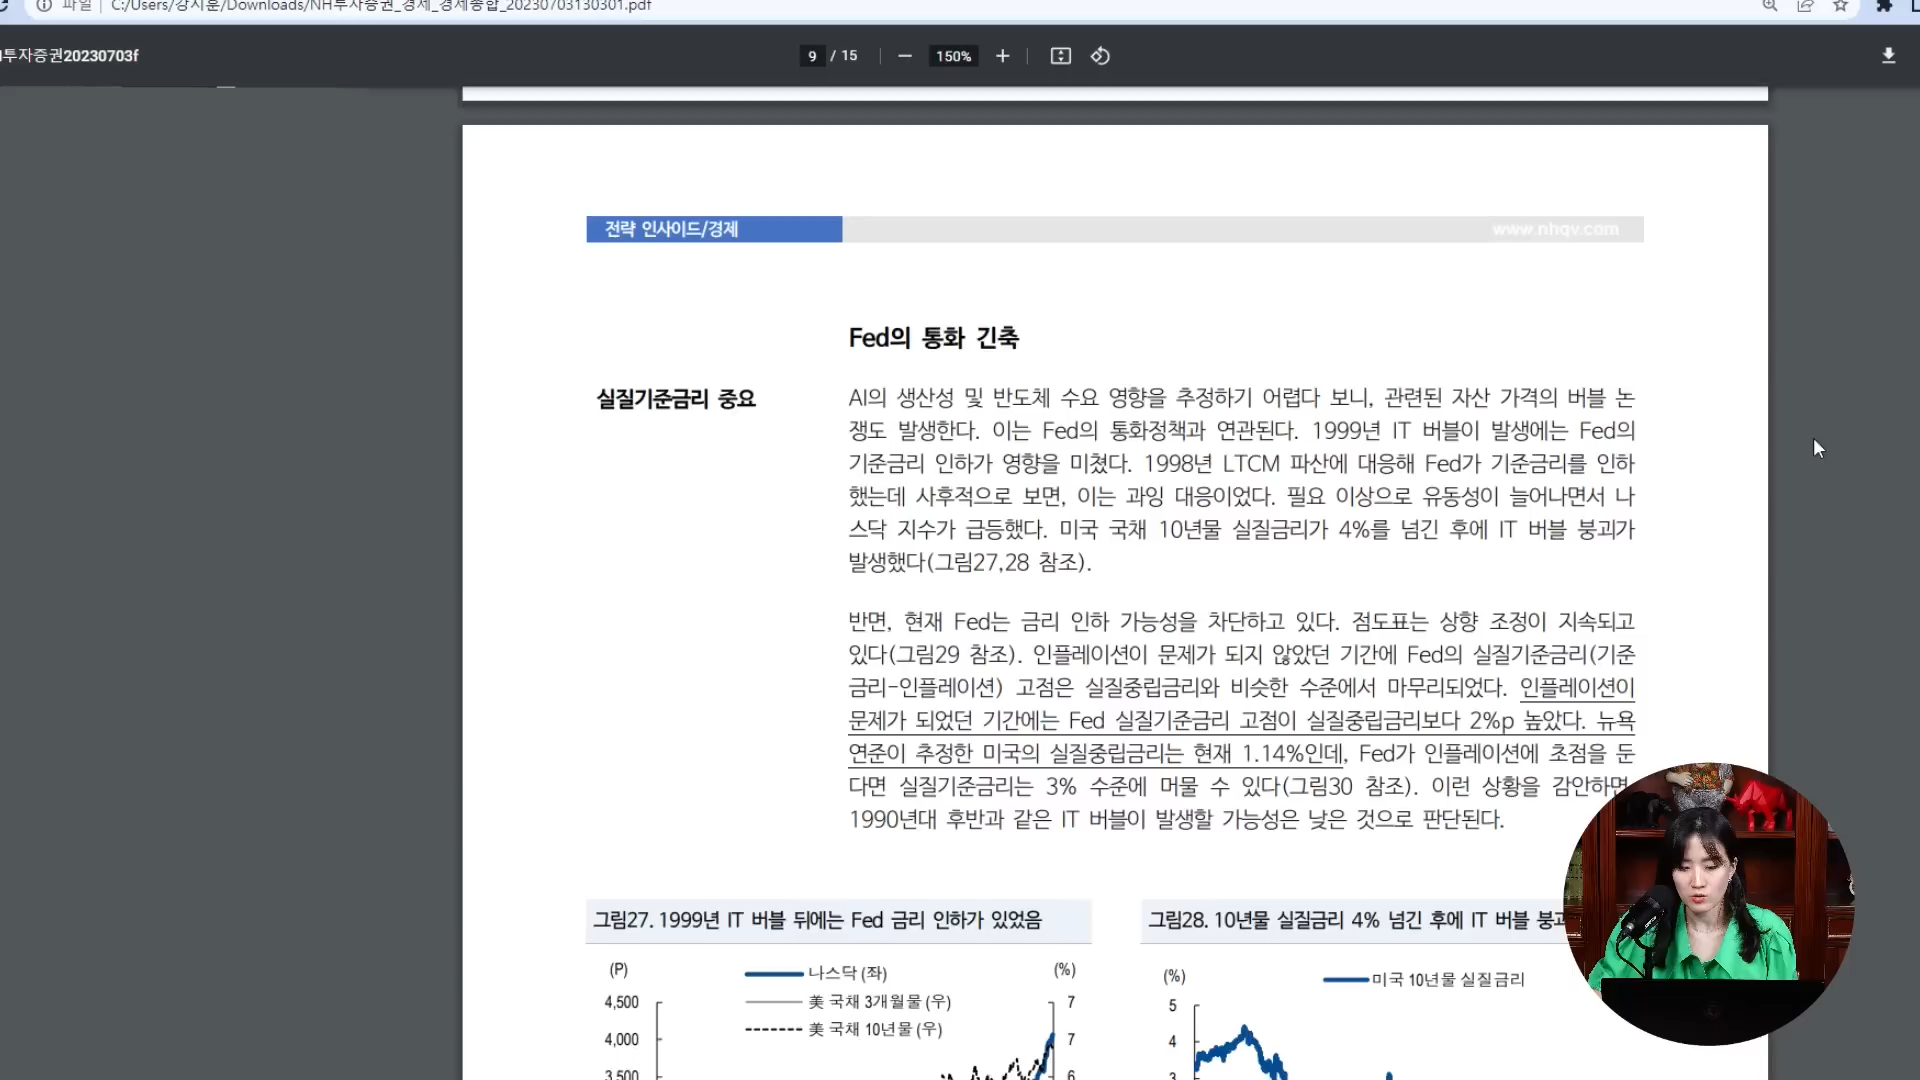 파일 C:/Users/강지훈/Downloads/NH투자증권_경제_경제종합_20230703130301.pdf
투자증권20230703f
9 / 15
150%
전략 인사이드/경제
www.nhqv.com
Fed의 통화 긴축
실질기준금리 중요
AI의 생산성 및 반도체 수요 영향을 추정하기 어렵다 보니, 관련된 자산 가격의 버블 논
쟁도 발생한다. 이는 Fed의 통화정책과 연관된다. 1999년 IT 버블이 발생에는 Fed의
기준금리 인하가 영향을 미쳤다. 1998년 LTCM 파산에 대응해 Fed가 기준금리를 인하
했는데 사후적으로 보면, 이는 과잉 대응이었다. 필요 이상으로 유동성이 늘어나면서 나
스닥 지수가 급등했다. 미국 국채 10년물 실질금리가 4%를 넘긴 후에 IT 버블 붕괴가
발생했다(그림27,28 참조).
반면, 현재 Fed는 금리 인하 가능성을 차단하고 있다. 점도표는 상향 조정이 지속되고
있다(그림29 참조). 인플레이션이 문제가 되지 않았던 기간에 Fed의 실질기준금리(기준
금리-인플레이션) 고점은 실질중립금리와 비슷한 수준에서 마무리되었다. 인플레이션이
문제가 되었던 기간에는 Fed 실질기준금리 고점이 실질중립금리보다 2%p 높았다. 뉴욕
연준이 추정한 미국의 실질중립금리는 현재 1.14%인데, Fed가 인플레이션에 초점을 둔
다면 실질기준금리는 3% 수준에 머물 수 있다(그림30 참조). 이런 상황을 감안하면,
1990년대 후반과 같은 IT 버블이 발생할 가능성은 낮은 것으로 판단된다.
그림27. 1999년 IT 버블 뒤에는 Fed 금리 인하가 있었음
그림28. 10년물 실질금리 4% 넘긴 후에 IT 버블 붕괴
(P)
나스닥 (좌)
(%)
美 국채 3개월물 (우)
美 국채 10년물 (우)
4,500
4,000
3,500
7
7
6
(%)
미국 10년물 실질금리
5
4
3